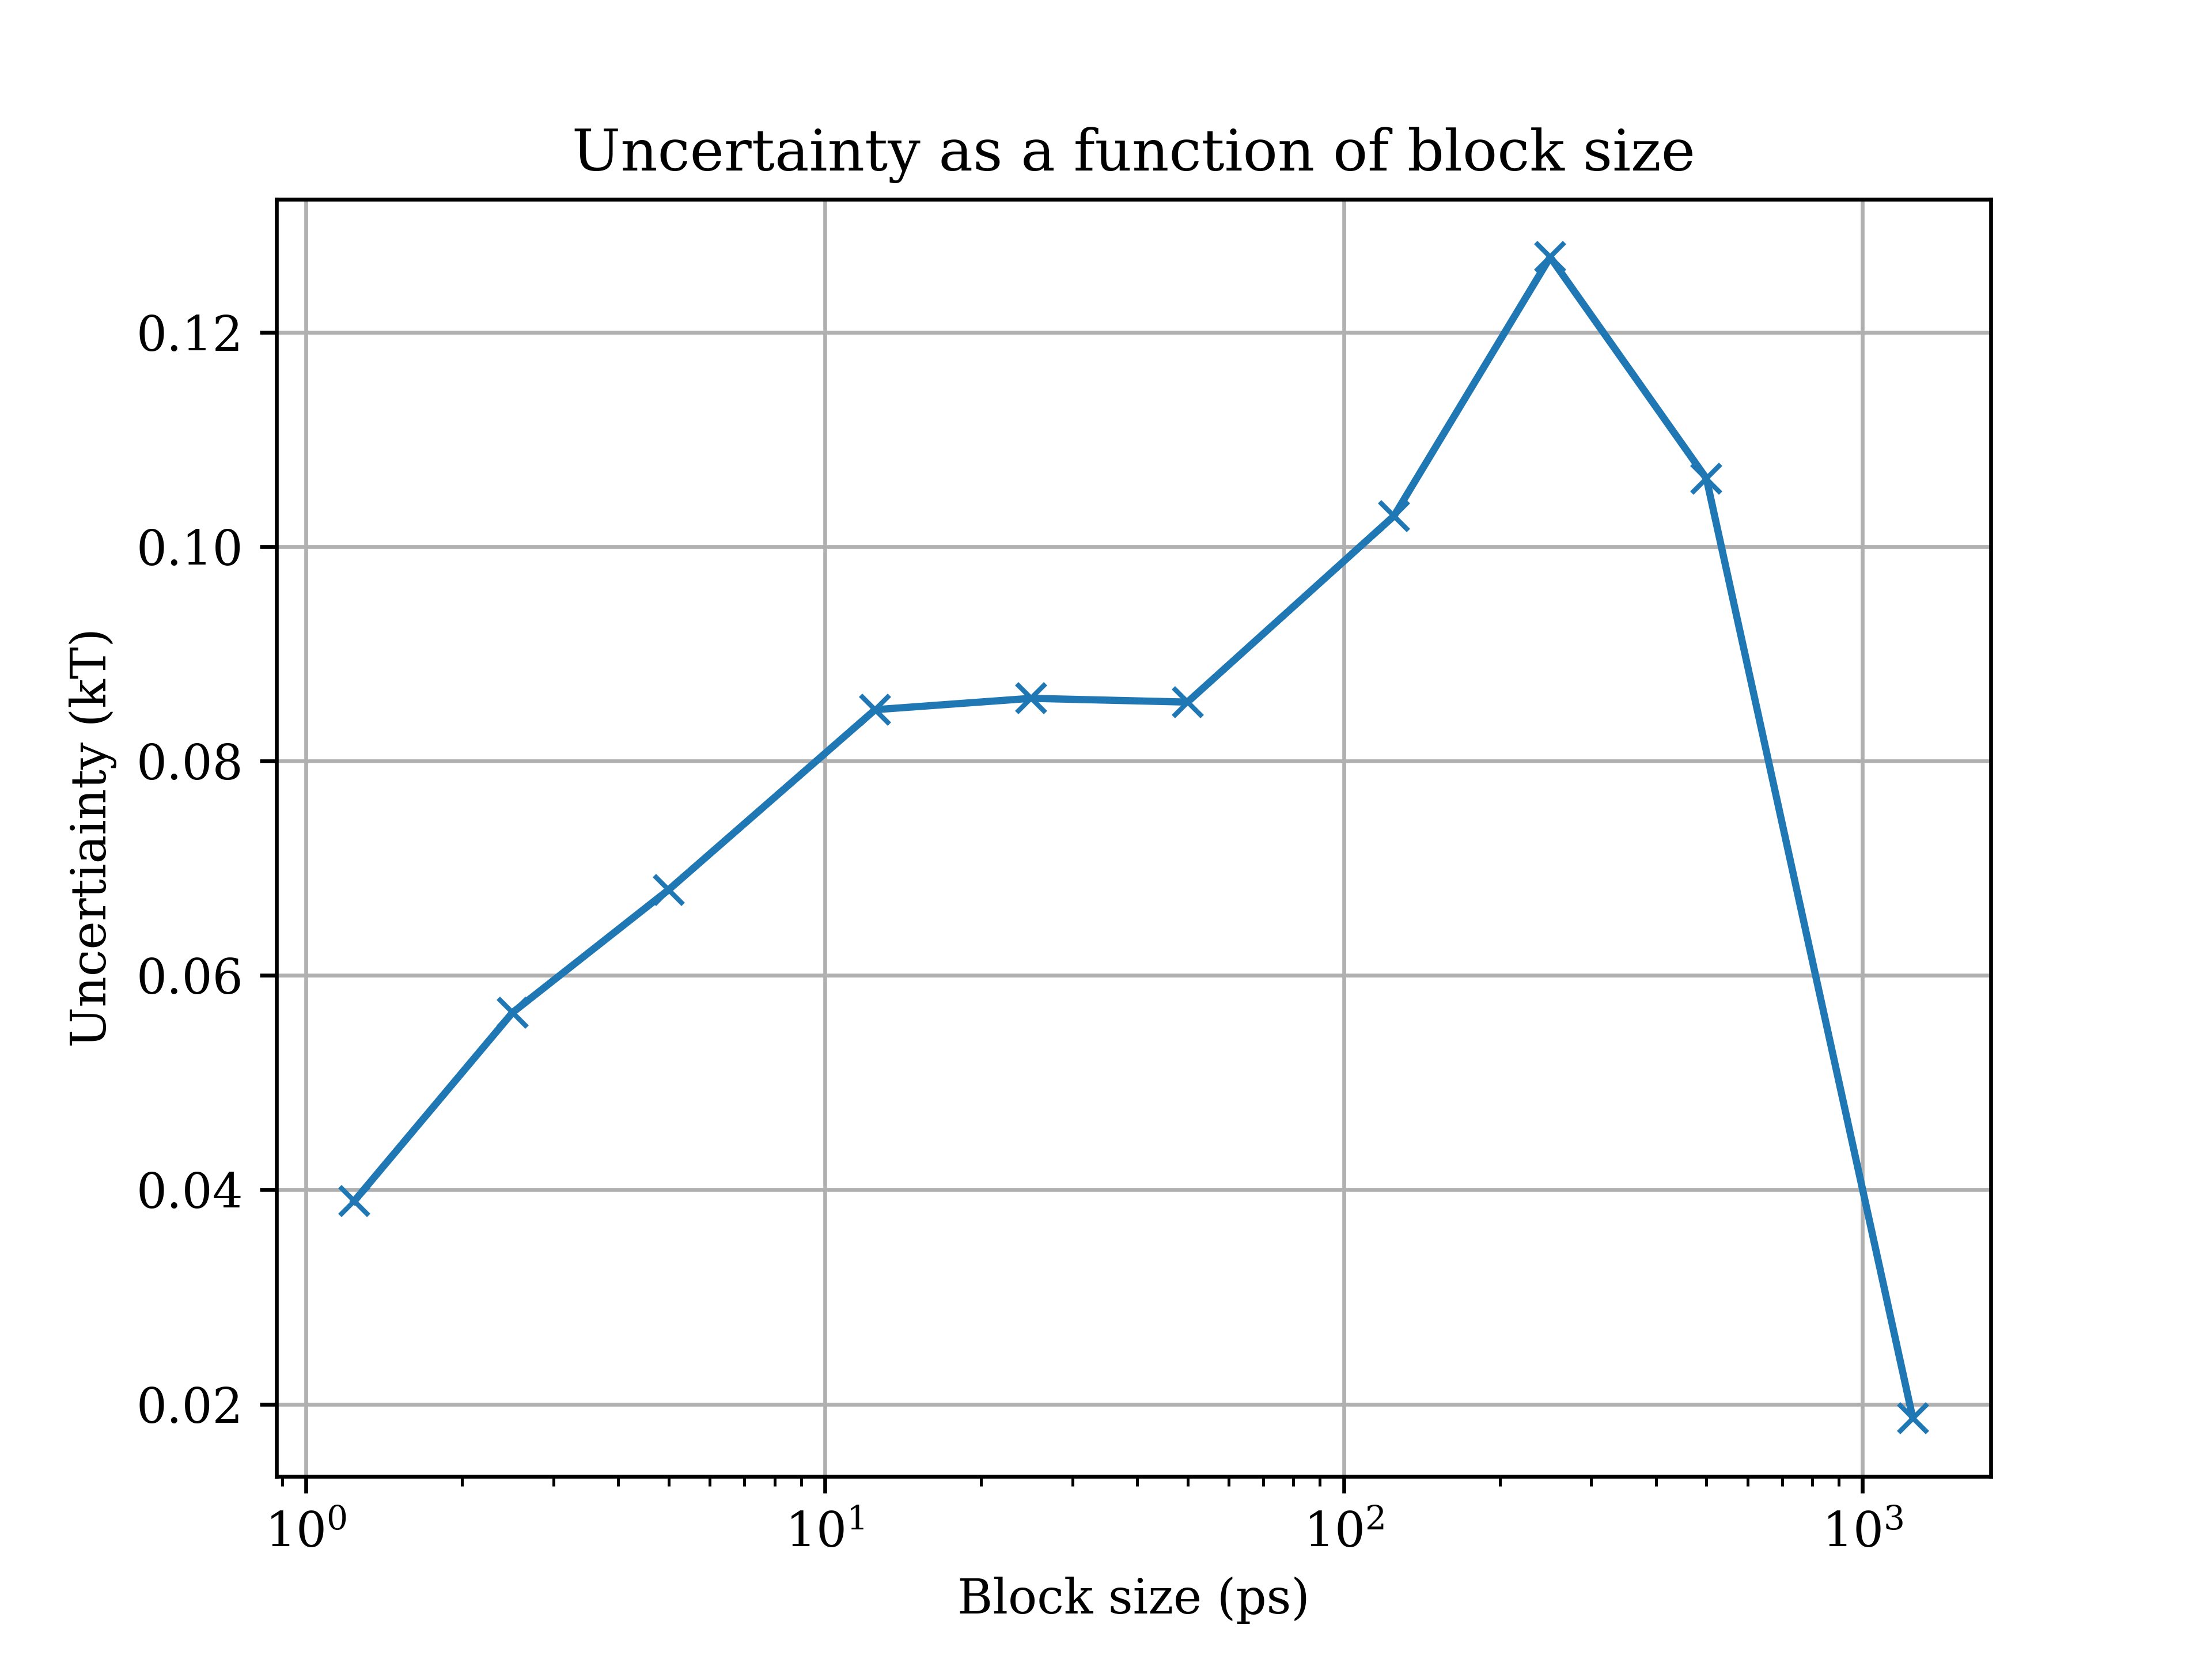 Uncertainty as a function of block size
0.12
0.10
0.08
0.06
0.04
0.02
Uncertiainty (kT)
10⁰ 10¹ 10² 10³
Block size (ps)